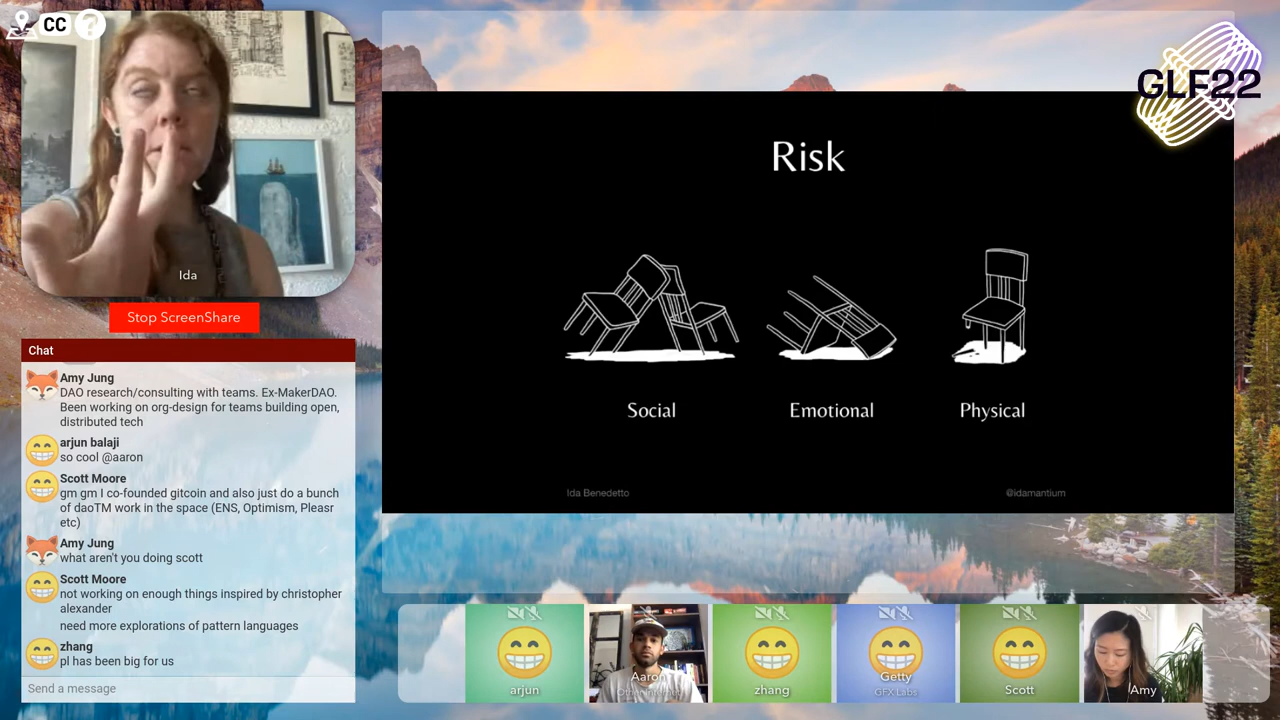 CC
?
GLF22
Ida
Stop ScreenShare
Risk
Social
Emotional
Physical
Ida Benedetto
@idamantium
Chat
Amy Jung
DAO research/consulting with teams. Ex-MakerDAO.
Been working on org-design for teams building open,
distributed tech
arjun balaji
so cool @aaron
Scott Moore
gm gm I co-founded gitcoin and also just do a bunch
of daoTM work in the space (ENS, Optimism, Pleasr
etc)
Amy Jung
what aren't you doing scott
Scott Moore
not working on enough things inspired by christopher
alexander
need more explorations of pattern languages
zhang
pl has been big for us
Send a message
arjun
Aaron
Other Internet
zhang
Getty
GFX Labs
Scott
Amy